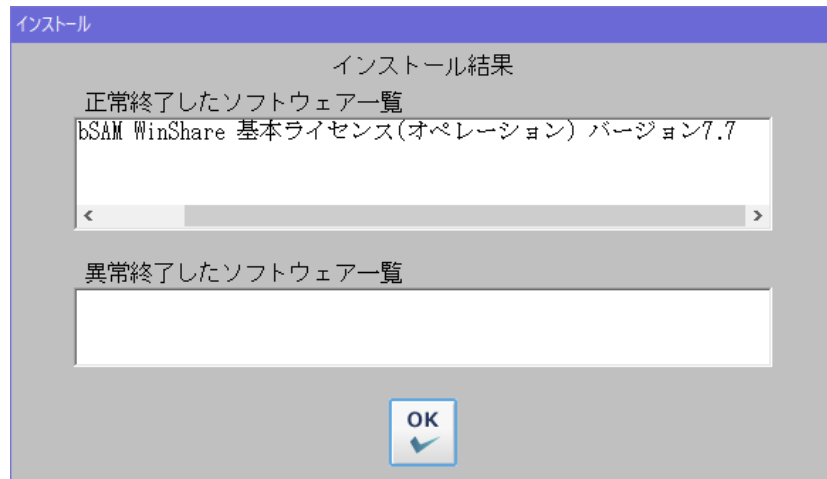 インストール
インストール結果
正常終了したソフトウェア一覧
bSAM WinShare 基本ライセンス(オペレーション) バージョン7.7
異常終了したソフトウェア一覧
OK